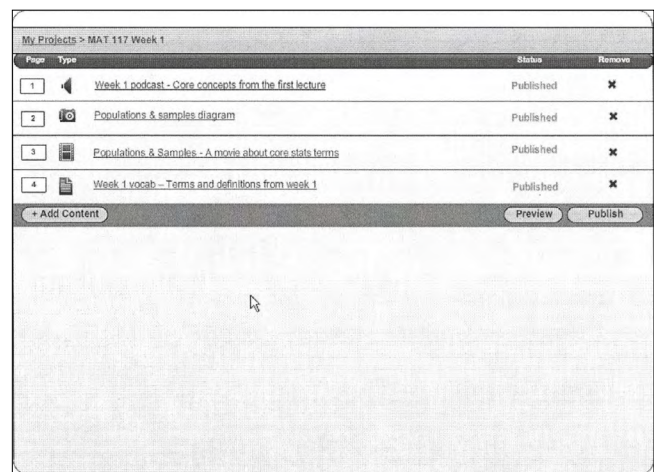 My Projects > MAT 117 Week 1
Page Type Status Remove
1 Week 1 podcast - Core concepts from the first lecture Published ✖
2 Populations & samples diagram Published ✖
3 Populations & Samples - A movie about core stats terms Published ✖
4 Week 1 vocab – Terms and definitions from week 1 Published ✖
+ Add Content Preview Publish